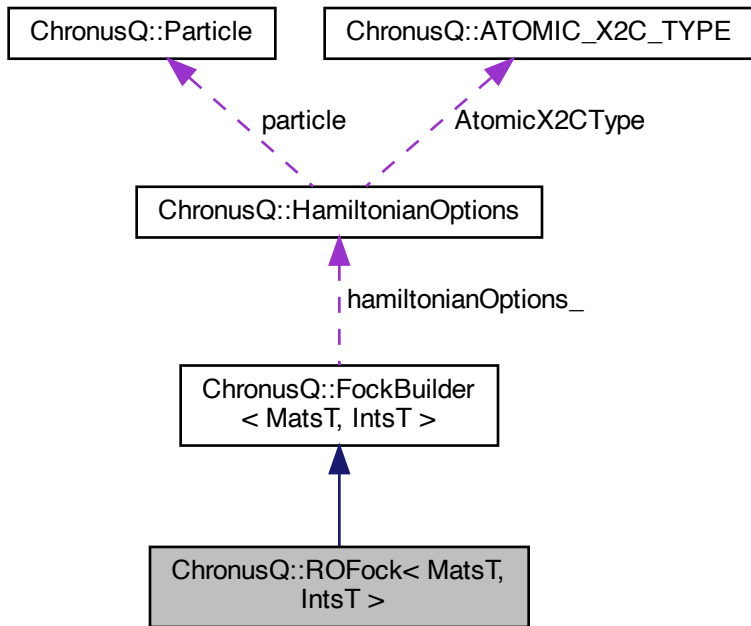 ChronusQ::Particle
ChronusQ::ATOMIC_X2C_TYPE
particle
AtomicX2CType
ChronusQ::HamiltonianOptions
hamiltonianOptions_
ChronusQ::FockBuilder
< MatsT, IntsT >
ChronusQ::ROFock< MatsT,
IntsT >